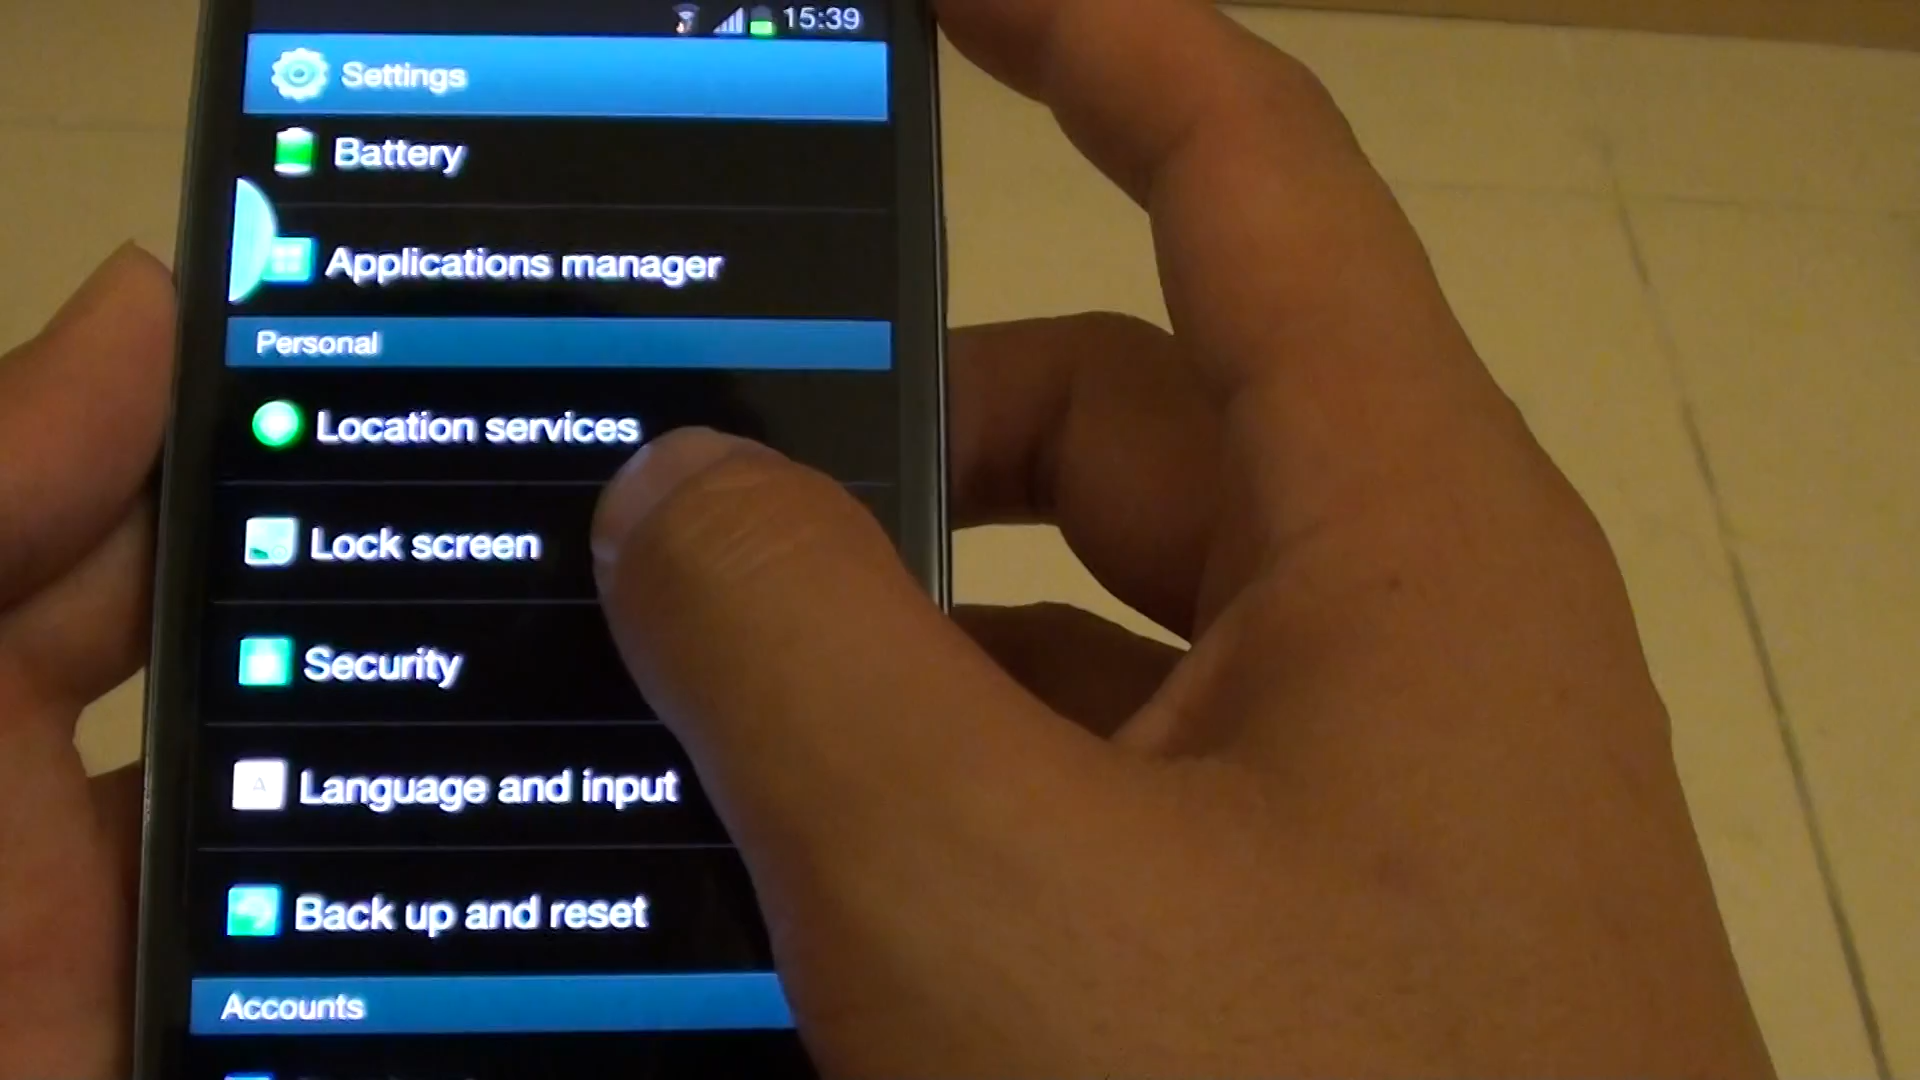 15:39
Settings
Battery
Applications manager
Personal
Location services
Lock screen
Security
A
Language and input
Back up and reset
Accounts